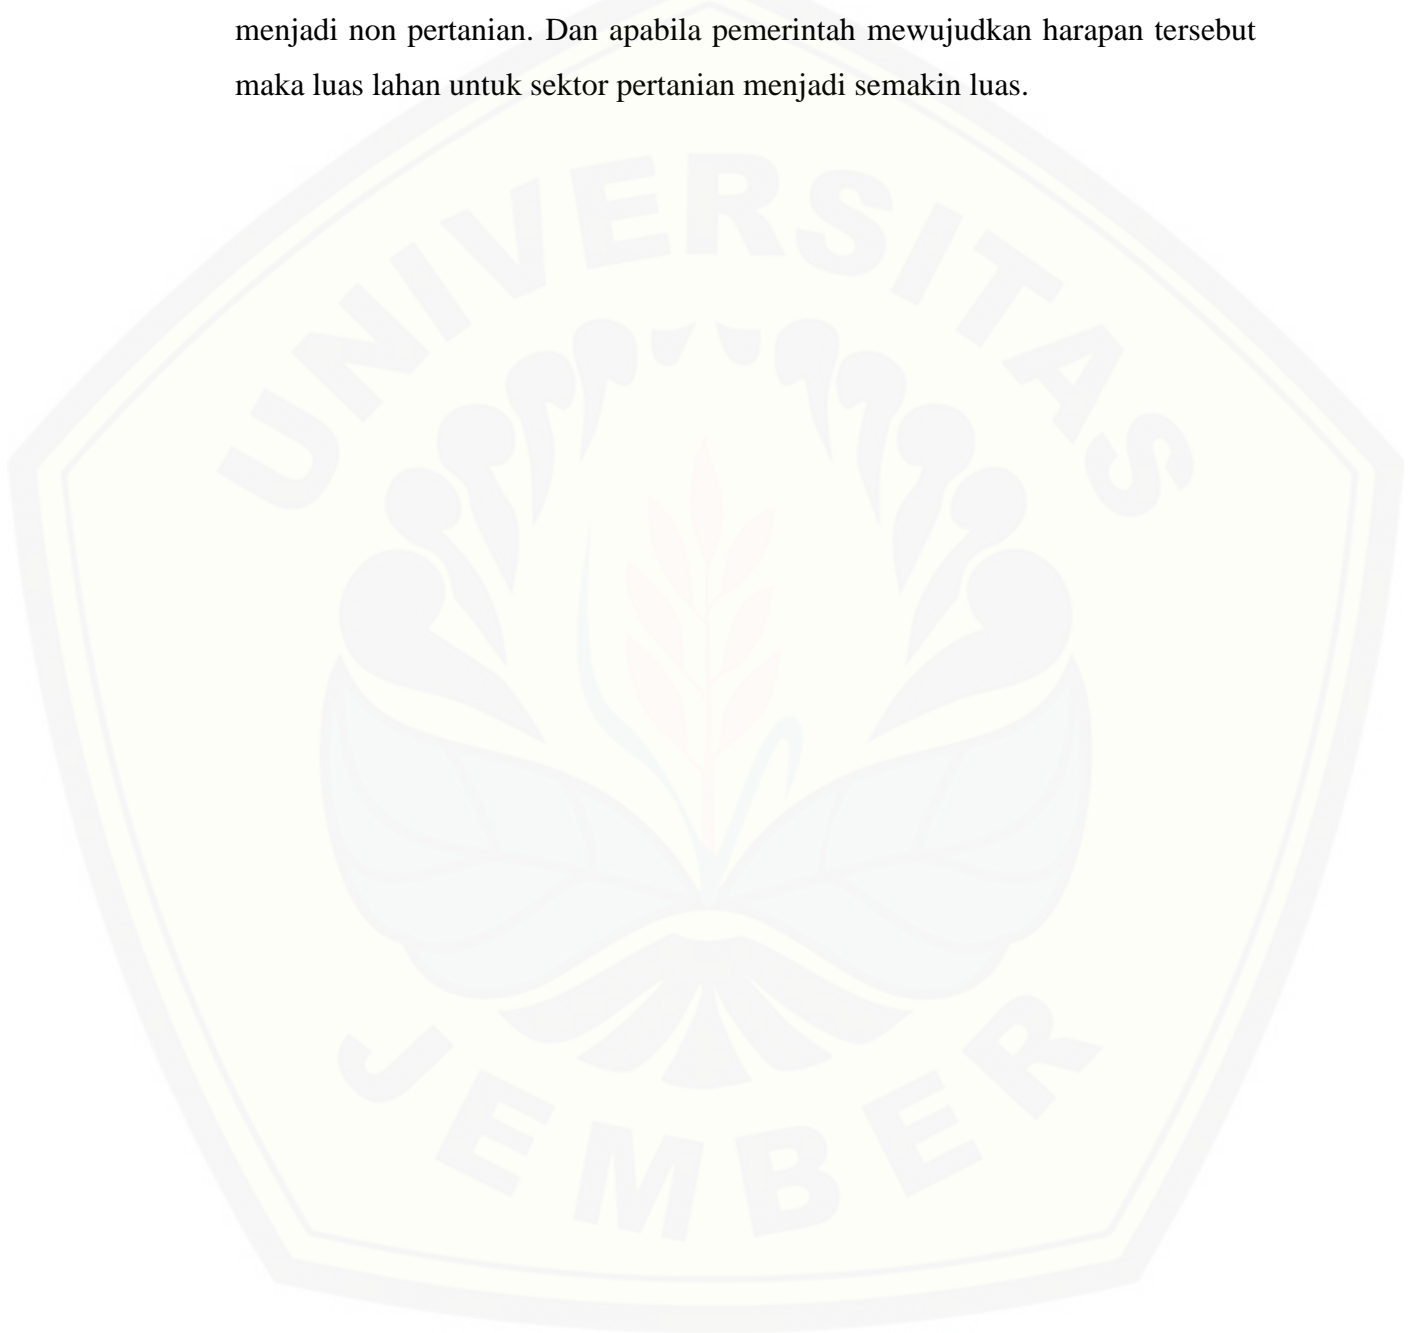 menjadi non pertanian. Dan apabila pemerintah mewujudkan harapan tersebut
maka luas lahan untuk sektor pertanian menjadi semakin luas.
UNIVERSITAS
JEMBER